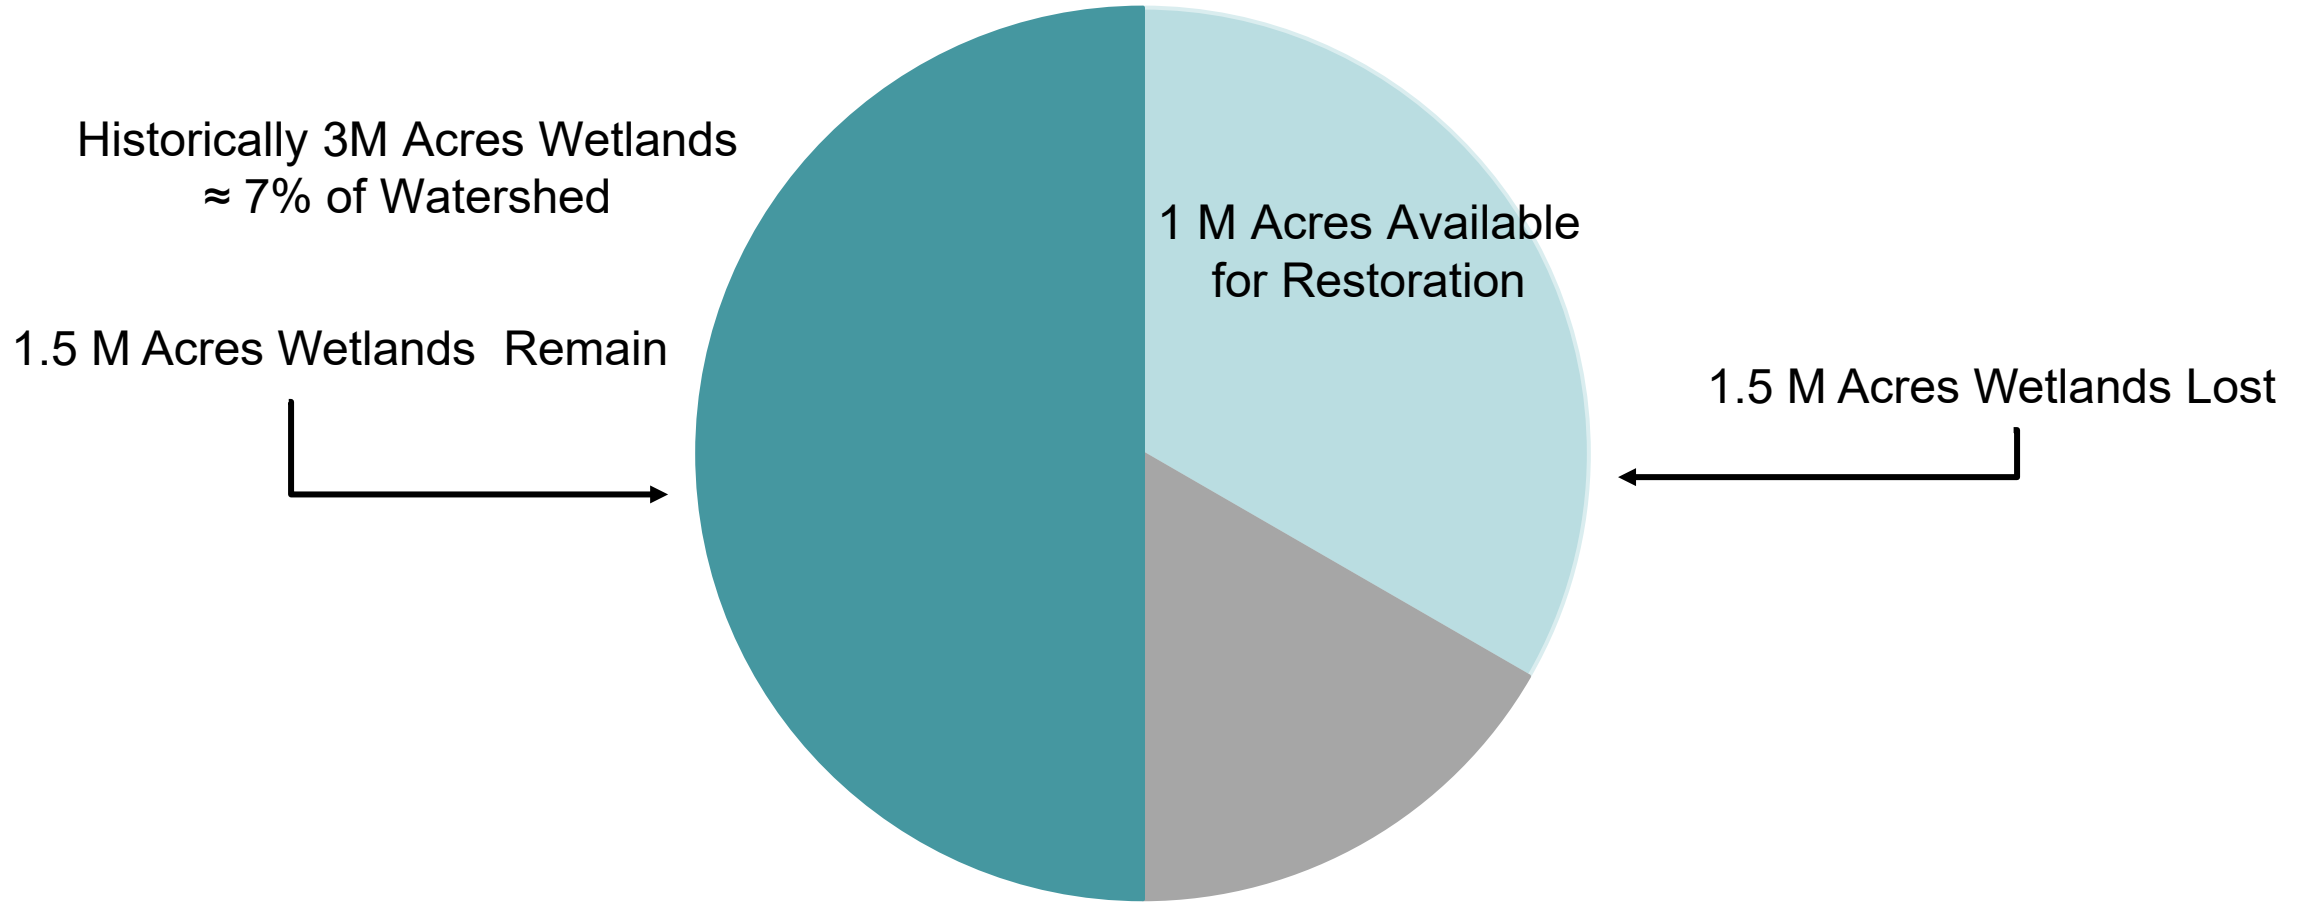 Historically 3M Acres Wetlands
≈ 7% of Watershed
1.5 M Acres Wetlands  Remain
1 M Acres Available
for Restoration
1.5 M Acres Wetlands Lost